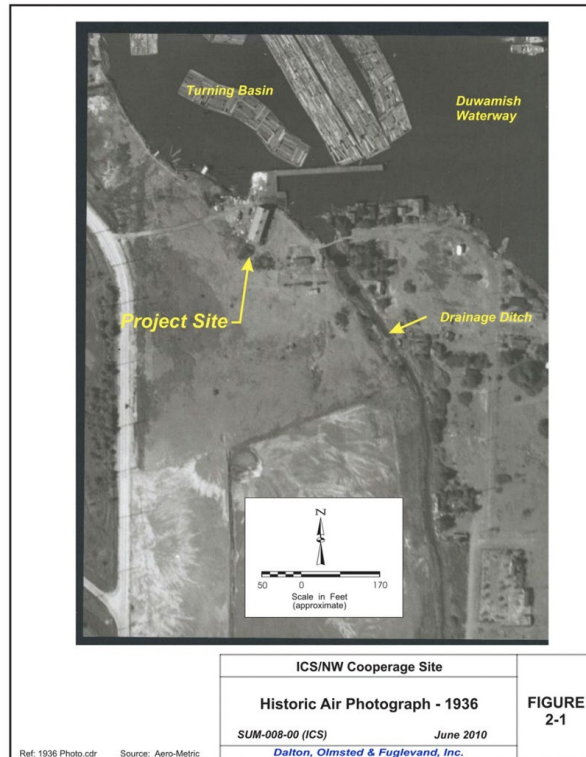 Turning Basin
Duwamish
Waterway
Project Site
Drainage Ditch
N
50 0 170
Scale in Feet
(approximate)
ICS/NW Cooperage Site
Historic Air Photograph - 1936
SUM-008-00 (ICS) June 2010
FIGURE
2-1
Ref: 1936 Photo.cdr Source: Aero-Metric
Dalton, Olmsted & Fuglevand, Inc.